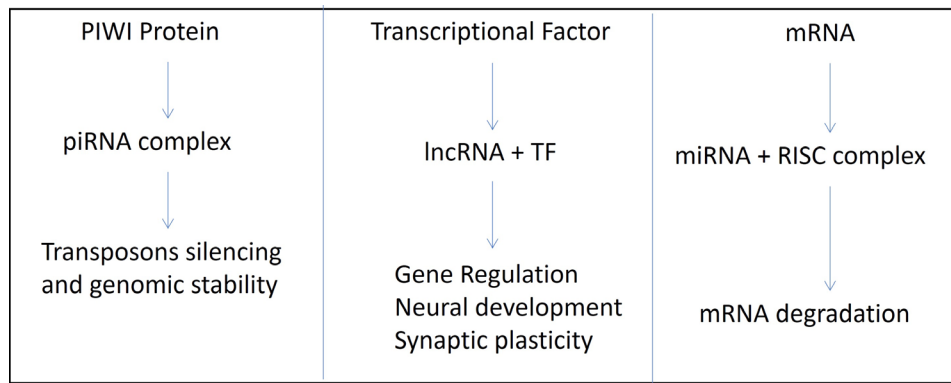 PIWI Protein
piRNA complex
Transposons silencing
and genomic stability
Transcriptional Factor
lncRNA + TF
Gene Regulation
Neural development
Synaptic plasticity
mRNA
miRNA + RISC complex
mRNA degradation